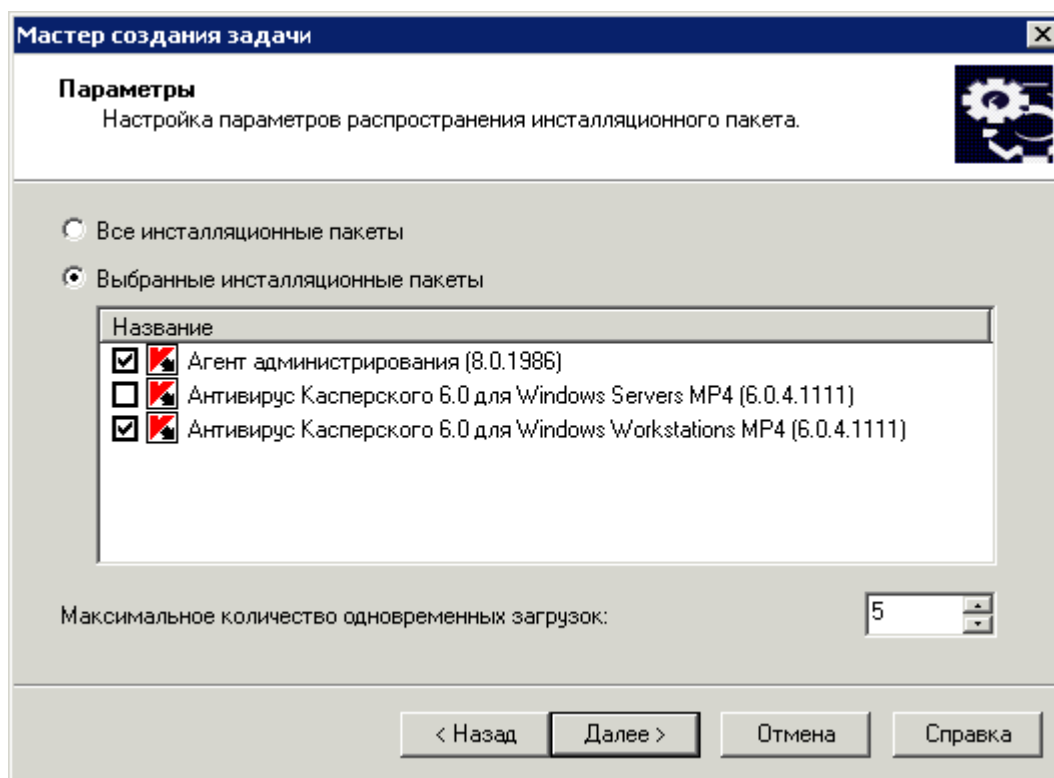 Мастер создания задачи
Параметры
Настройка параметров распространения инсталляционного пакета.
Все инсталляционные пакеты
Выбранные инсталляционные пакеты
Название
Агент администрирования (8.0.1986)
Антивирус Касперского 6.0 для Windows Servers MP4 (6.0.4.1111)
Антивирус Касперского 6.0 для Windows Workstations MP4 (6.0.4.1111)
Максимальное количество одновременных загрузок: 5
< Назад Далее > Отмена Справка